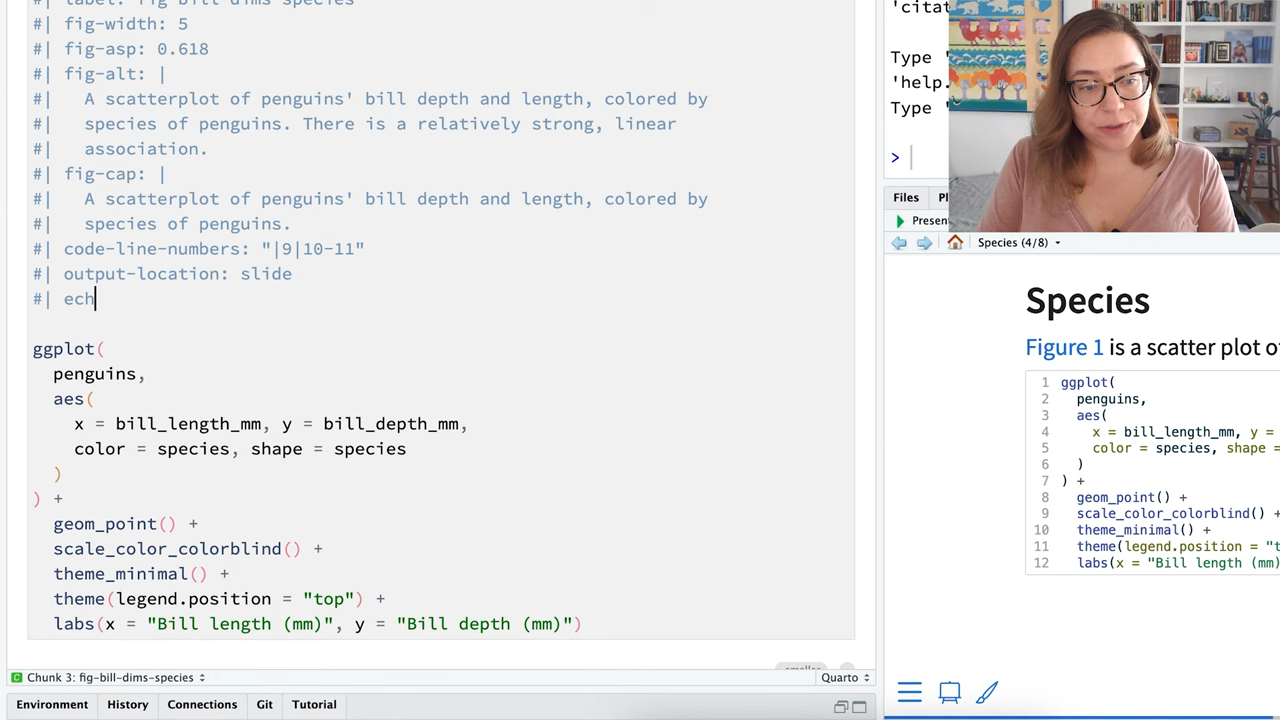 #| label: fig-bill-dims-species
#| fig-width: 5
#| fig-asp: 0.618
#| fig-alt: |
#|   A scatterplot of penguins' bill depth and length, colored by
#|   species of penguins. There is a relatively strong, linear
#|   association.
#| fig-cap: |
#|   A scatterplot of penguins' bill depth and length, colored by
#|   species of penguins.
#| code-line-numbers: "|9|10-11"
#| output-location: slide
#| ech
ggplot(
  penguins,
  aes(
    x = bill_length_mm, y = bill_depth_mm,
    color = species, shape = species
  )
) +
  geom_point() +
  scale_color_colorblind() +
  theme_minimal() +
  theme(legend.position = "top") +
  labs(x = "Bill length (mm)", y = "Bill depth (mm)")
C Chunk 3: fig-bill-dims-species
Quarto
Environment History Connections Git Tutorial
'citat
Type '
'help.
Type '
>
Files Pl
Presen
Species (4/8)
Species
Figure 1 is a scatter plot of
1 ggplot(
2   penguins,
3   aes(
4     x = bill_length_mm, y =
5     color = species, shape =
6   )
7 ) +
8   geom_point() +
9   scale_color_colorblind() +
10   theme_minimal() +
11   theme(legend.position = "t
12   labs(x = "Bill length (mm)